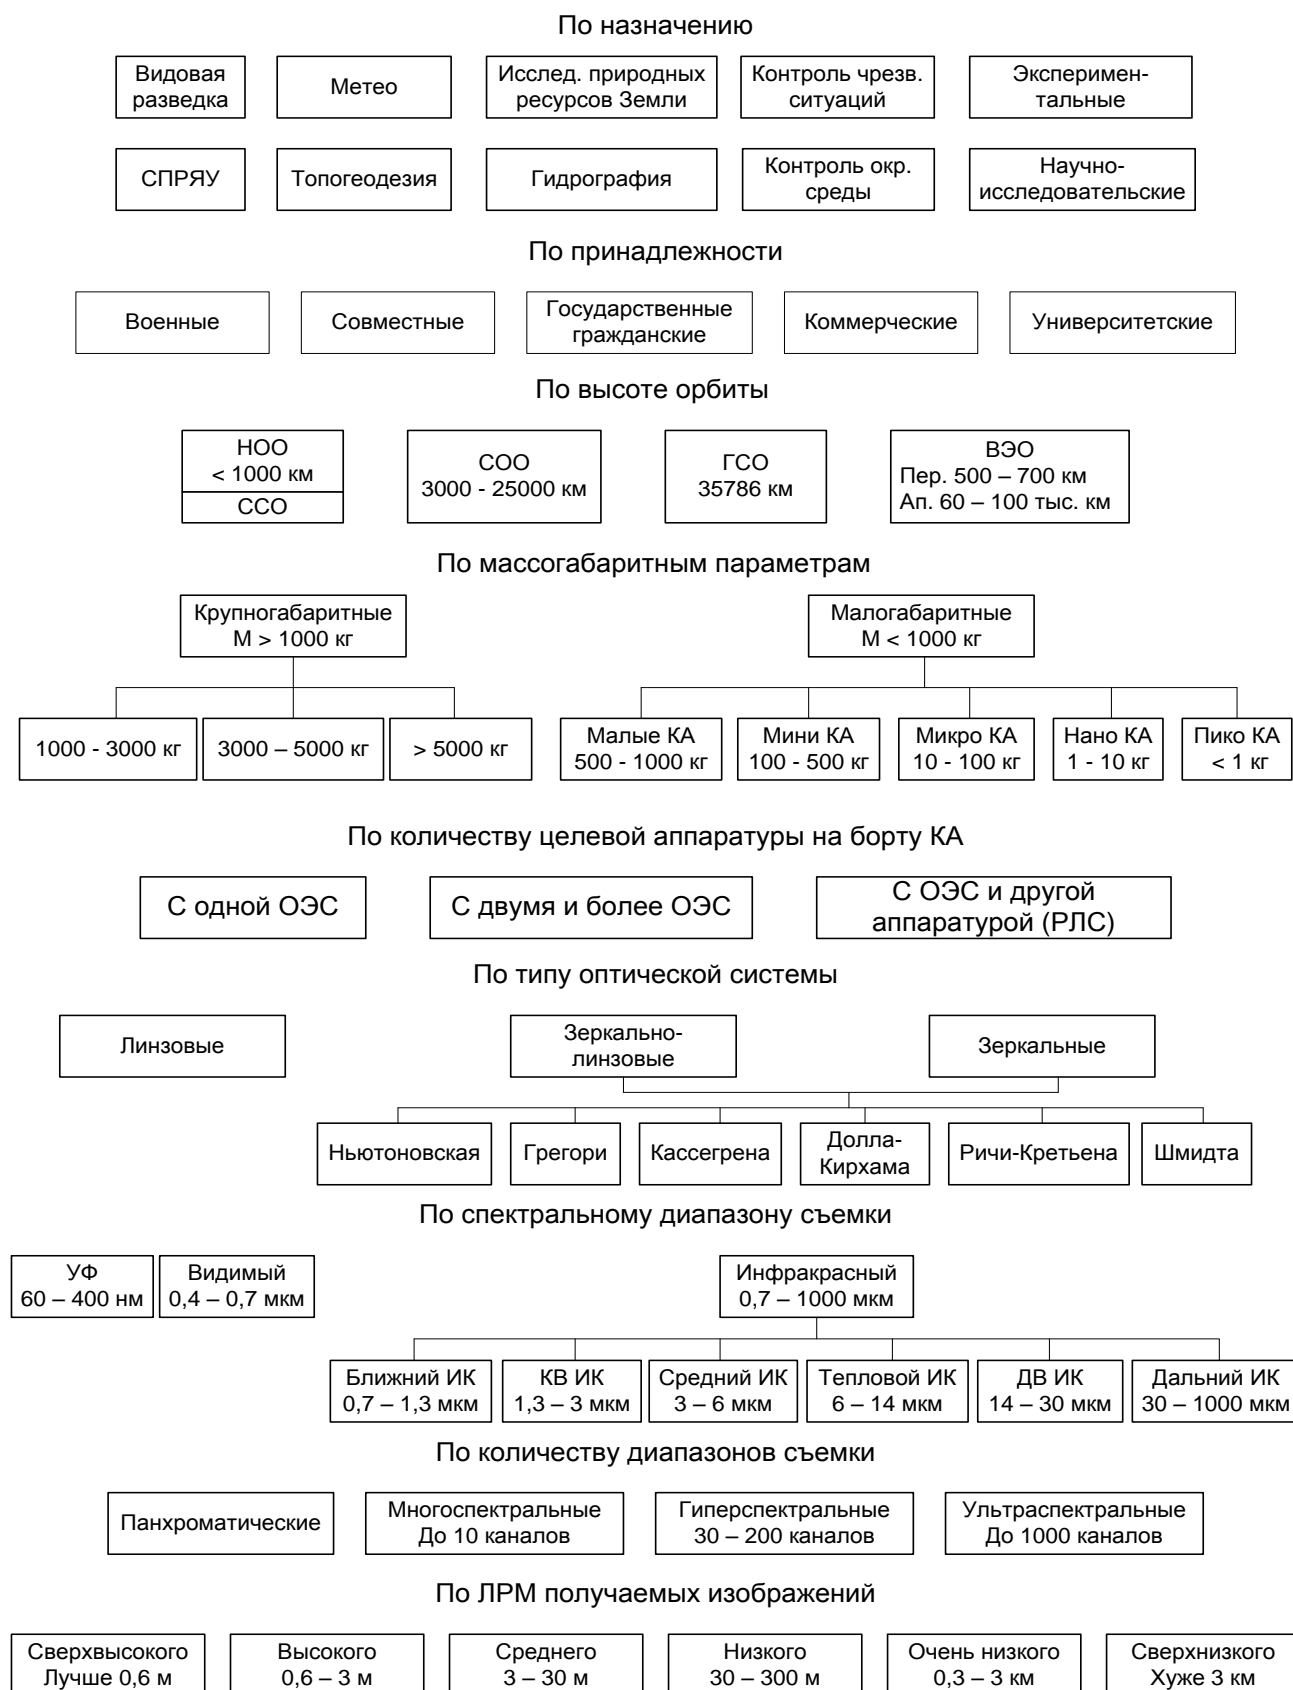 По назначению
Видовая
разведка
Метео
Исслед. природных
ресурсов Земли
Контроль чрезв.
ситуаций
Эксперимен-
тальные
СПРЯУ
Топогеодезия
Гидрография
Контроль окр.
среды
Научно-
исследовательские
По принадлежности
Военные
Совместные
Государственные
гражданские
Коммерческие
Университетские
По высоте орбиты
НОО
< 1000 км
ССО
СОО
3000 - 25000 км
ГСО
35786 км
ВЭО
Пер. 500 – 700 км
Ап. 60 – 100 тыс. км
По массогабаритным параметрам
Крупногабаритные
М > 1000 кг
Малогабаритные
М < 1000 кг
1000 - 3000 кг
3000 – 5000 кг
> 5000 кг
Малые КА
500 - 1000 кг
Мини КА
100 - 500 кг
Микро КА
10 - 100 кг
Нано КА
1 - 10 кг
Пико КА
< 1 кг
По количеству целевой аппаратуры на борту КА
С одной ОЭС
С двумя и более ОЭС
С ОЭС и другой
аппаратурой (РЛС)
По типу оптической системы
Линзовые
Зеркально-
линзовые
Зеркальные
Ньютоновская
Грегори
Кассегрена
Долла-
Кирхама
Ричи-Кретьена
Шмидта
По спектральному диапазону съемки
УФ
60 – 400 нм
Видимый
0,4 – 0,7 мкм
Инфракрасный
0,7 – 1000 мкм
Ближний ИК
0,7 – 1,3 мкм
КВ ИК
1,3 – 3 мкм
Средний ИК
3 – 6 мкм
Тепловой ИК
6 – 14 мкм
ДВ ИК
14 – 30 мкм
Дальний ИК
30 – 1000 мкм
По количеству диапазонов съемки
Панхроматические
Многоспектральные
До 10 каналов
Гиперспектральные
30 – 200 каналов
Ультраспектральные
До 1000 каналов
По ЛРМ получаемых изображений
Сверхвысокого
Лучше 0,6 м
Высокого
0,6 – 3 м
Среднего
3 – 30 м
Низкого
30 – 300 м
Очень низкого
0,3 – 3 км
Сверхнизкого
Хуже 3 км